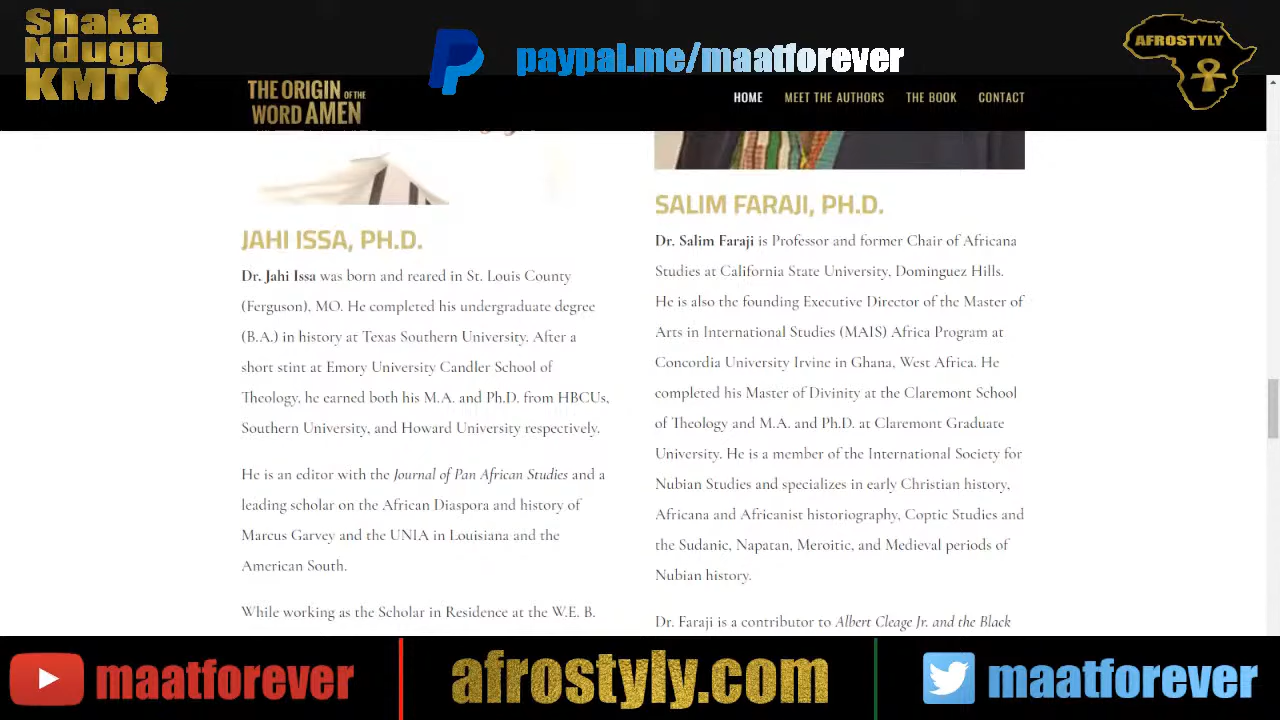 Shaka
Ndugu
KMT
paypal.me/maatforever
AFROSTYLY
THE ORIGIN OF THE
WORD AMEN
HOME
MEET THE AUTHORS
THE BOOK
CONTACT
JAHI ISSA, PH.D.
Dr. Jahi Issa was born and reared in St. Louis County
(Ferguson), MO. He completed his undergraduate degree
(B.A.) in history at Texas Southern University. After a
short stint at Emory University Candler School of
Theology, he earned both his M.A. and Ph.D. from HBCUs,
Southern University, and Howard University respectively.
He is an editor with the Journal of Pan African Studies and a
leading scholar on the African Diaspora and history of
Marcus Garvey and the UNIA in Louisiana and the
American South.
While working as the Scholar in Residence at the W.E. B.
SALIM FARAJI, PH.D.
Dr. Salim Faraji is Professor and former Chair of Africana
Studies at California State University, Dominguez Hills.
He is also the founding Executive Director of the Master of
Arts in International Studies (MAIS) Africa Program at
Concordia University Irvine in Ghana, West Africa. He
completed his Master of Divinity at the Claremont School
of Theology and M.A. and Ph.D. at Claremont Graduate
University. He is a member of the International Society for
Nubian Studies and specializes in early Christian history,
Africana and Africanist historiography, Coptic Studies and
the Sudanic, Napatan, Meroitic, and Medieval periods of
Nubian history.
Dr. Faraji is a contributor to Albert Cleage Jr. and the Black
maatforever
afrostyly.com
maatforever